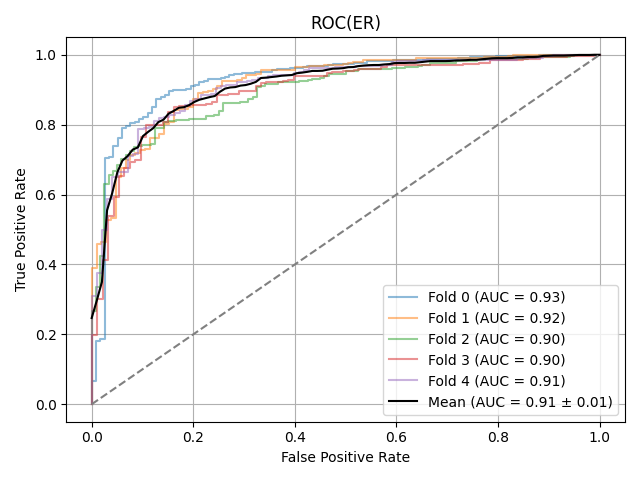 ROC(ER)
True Positive Rate
1.0
0.8
0.6
0.4
0.2
0.0
Fold 0 (AUC = 0.93)
Fold 1 (AUC = 0.92)
Fold 2 (AUC = 0.90)
Fold 3 (AUC = 0.90)
Fold 4 (AUC = 0.91)
Mean (AUC = 0.91 ± 0.01)
0.0 0.2 0.4 0.6 0.8 1.0
False Positive Rate